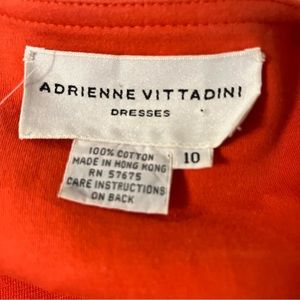 ADRIENNE VITTADINI
DRESSES
100% COTTON
MADE IN HONG KONG
RN 57675
CARE INSTRUCTIONS
ON BACK
10